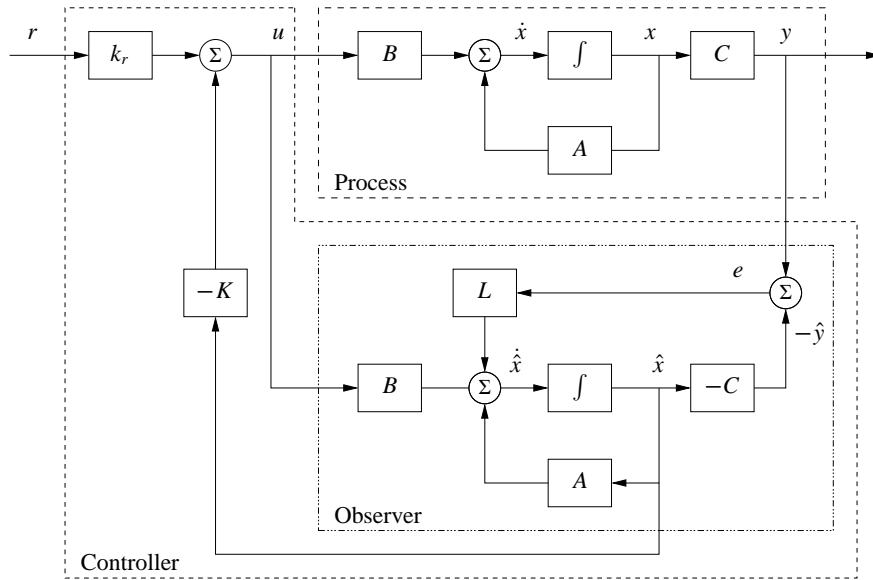 r
k_r
Σ
u
B
Σ
ẋ
∫
x
C
y
A
Process
−K
L
e
Σ
−ŷ
B
Σ
x̂̇
∫
x̂
−C
A
Observer
Controller